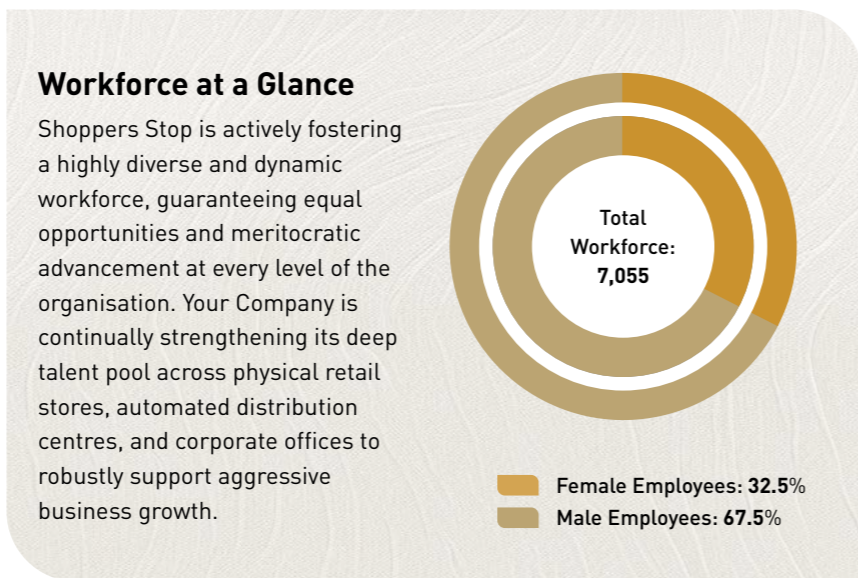 Workforce at a Glance
Shoppers Stop is actively fostering
a highly diverse and dynamic
workforce, guaranteeing equal
opportunities and meritocratic
advancement at every level of the
organisation. Your Company is
continually strengthening its deep
talent pool across physical retail
stores, automated distribution
centres, and corporate offices to
robustly support aggressive
business growth.
Total
Workforce:
7,055
Female Employees: 32.5%
Male Employees: 67.5%